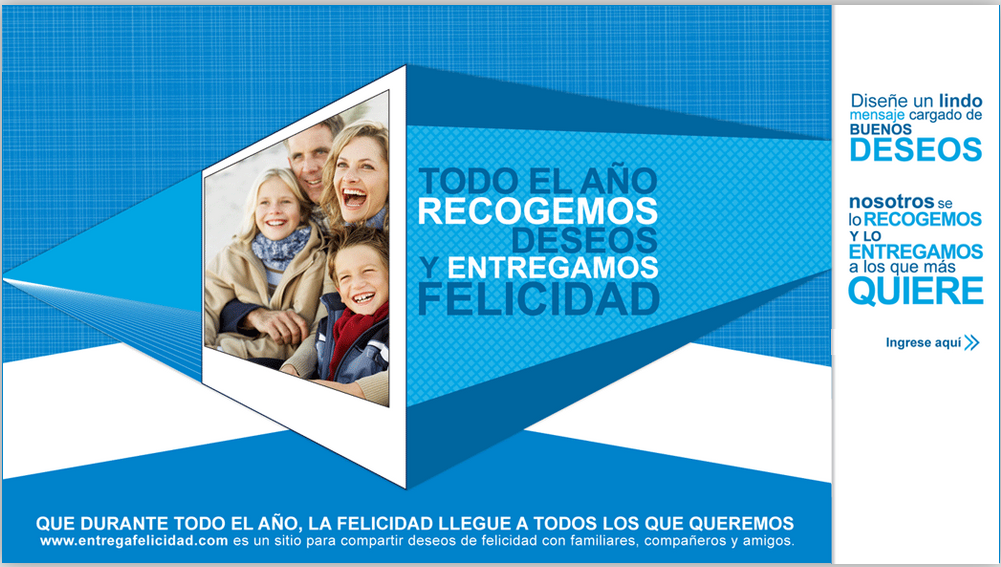 TODO EL AÑO
RECOGEMOS
DESEOS
Y ENTREGAMOS
FELICIDAD
QUE DURANTE TODO EL AÑO, LA FELICIDAD LLEGUE A TODOS LOS QUE QUEREMOS
www.entregafelicidad.com es un sitio para compartir deseos de felicidad con familiares, compañeros y amigos.
Diseñe un lindo
mensaje cargado de
BUENOS
DESEOS
nosotros se
lo RECOGEMOS
Y LO
ENTREGAMOS
a los que más
QUIERE
Ingrese aquí